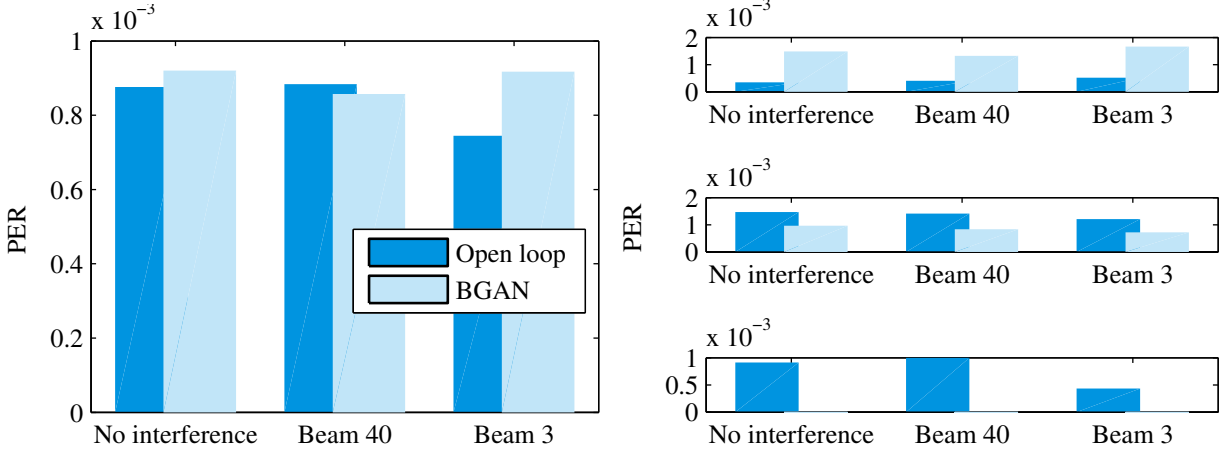 x 10⁻³
1
0.8
0.6
0.4
0.2
0
PER
No interference Beam 40 Beam 3
Open loop
BGAN
x 10⁻³
2
1
0
No interference Beam 40 Beam 3
x 10⁻³
2
1
0
No interference Beam 40 Beam 3
PER
x 10⁻³
1
0.5
0
No interference Beam 40 Beam 3